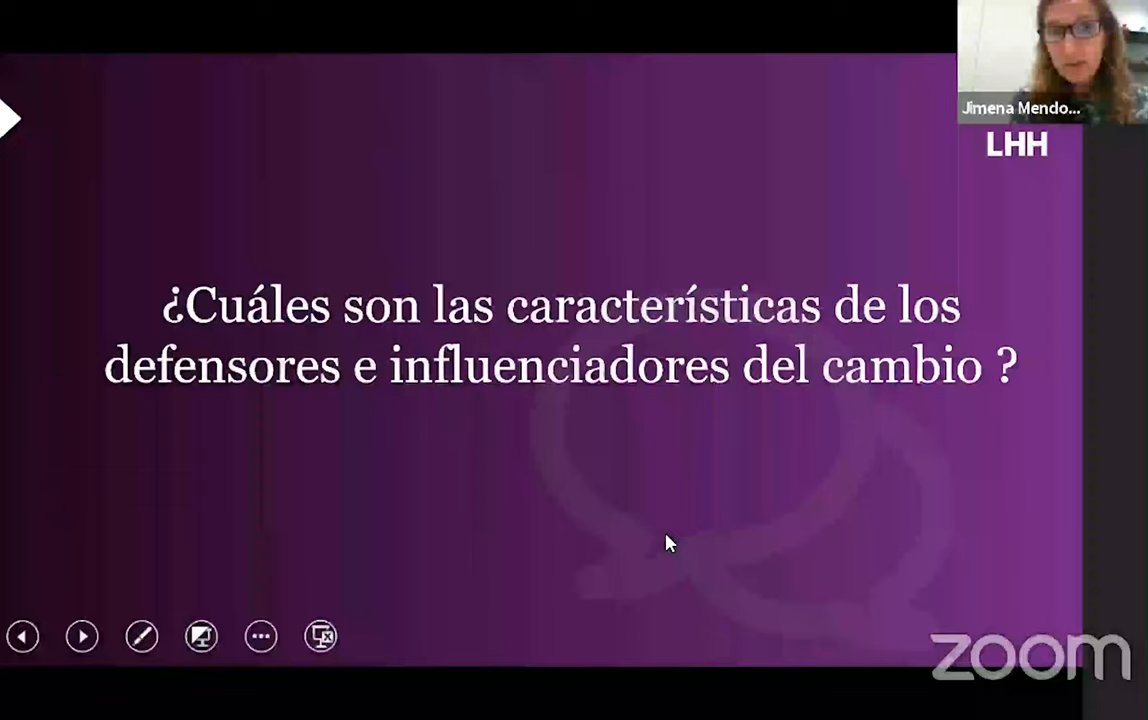 Jimena Mendo...
LHH
¿Cuáles son las características de los
defensores e influenciadores del cambio ?
zoom